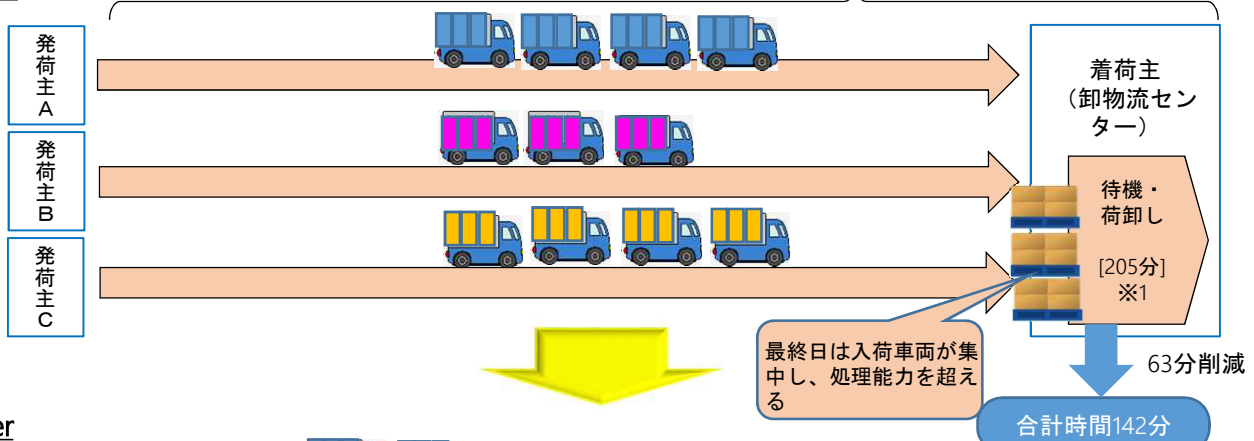 発荷主A
発荷主B
発荷主C
着荷主
（卸物流セン
ター）
待機・
荷卸し
[205分]
※1
最終日は入荷車両が集
中し、処理能力を超え
る
63分削減
合計時間142分
er